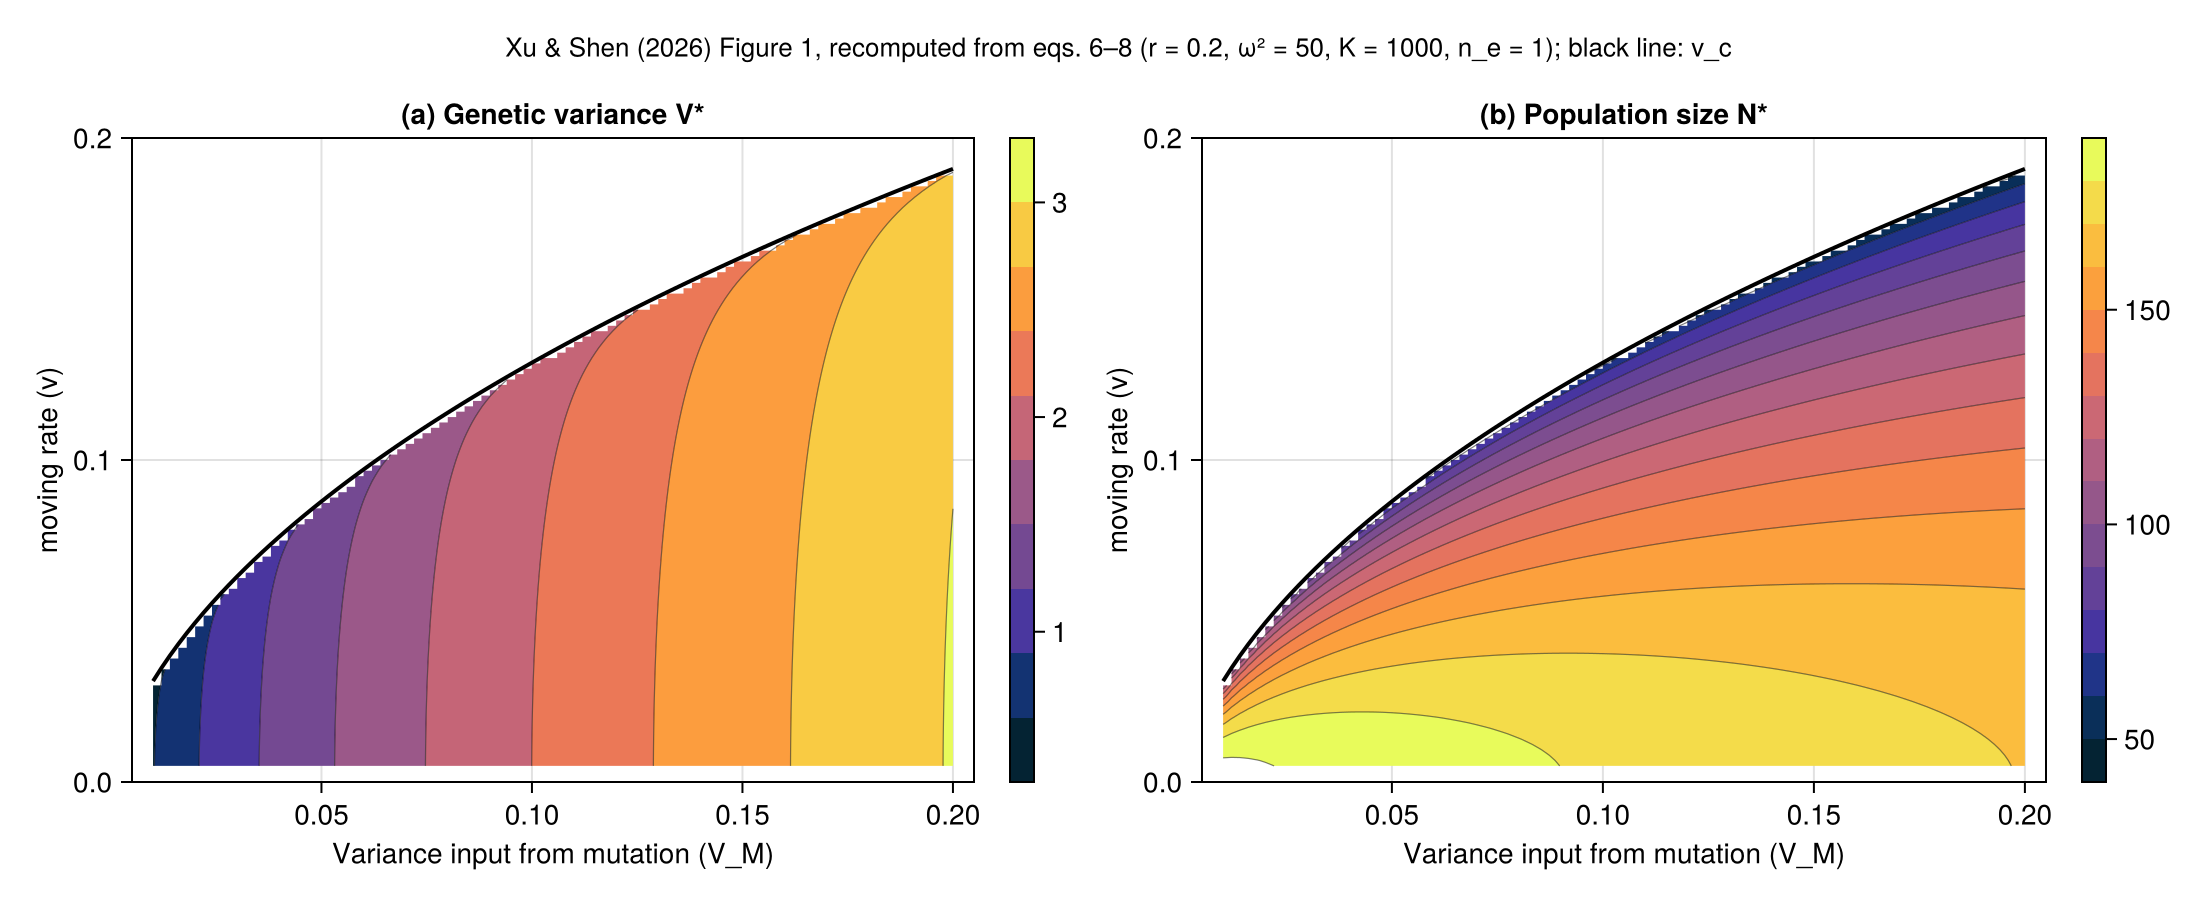 Xu & Shen (2026) Figure 1, recomputed from eqs. 6–8 (r = 0.2, ω² = 50, K = 1000, n_e = 1); black line: v_c
(a) Genetic variance V*
0.2
0.1
0.0
moving rate (v)
0.05
0.10
0.15
0.20
Variance input from mutation (V_M)
3
2
1
(b) Population size N*
0.2
0.1
0.0
moving rate (v)
0.05
0.10
0.15
0.20
Variance input from mutation (V_M)
150
100
50